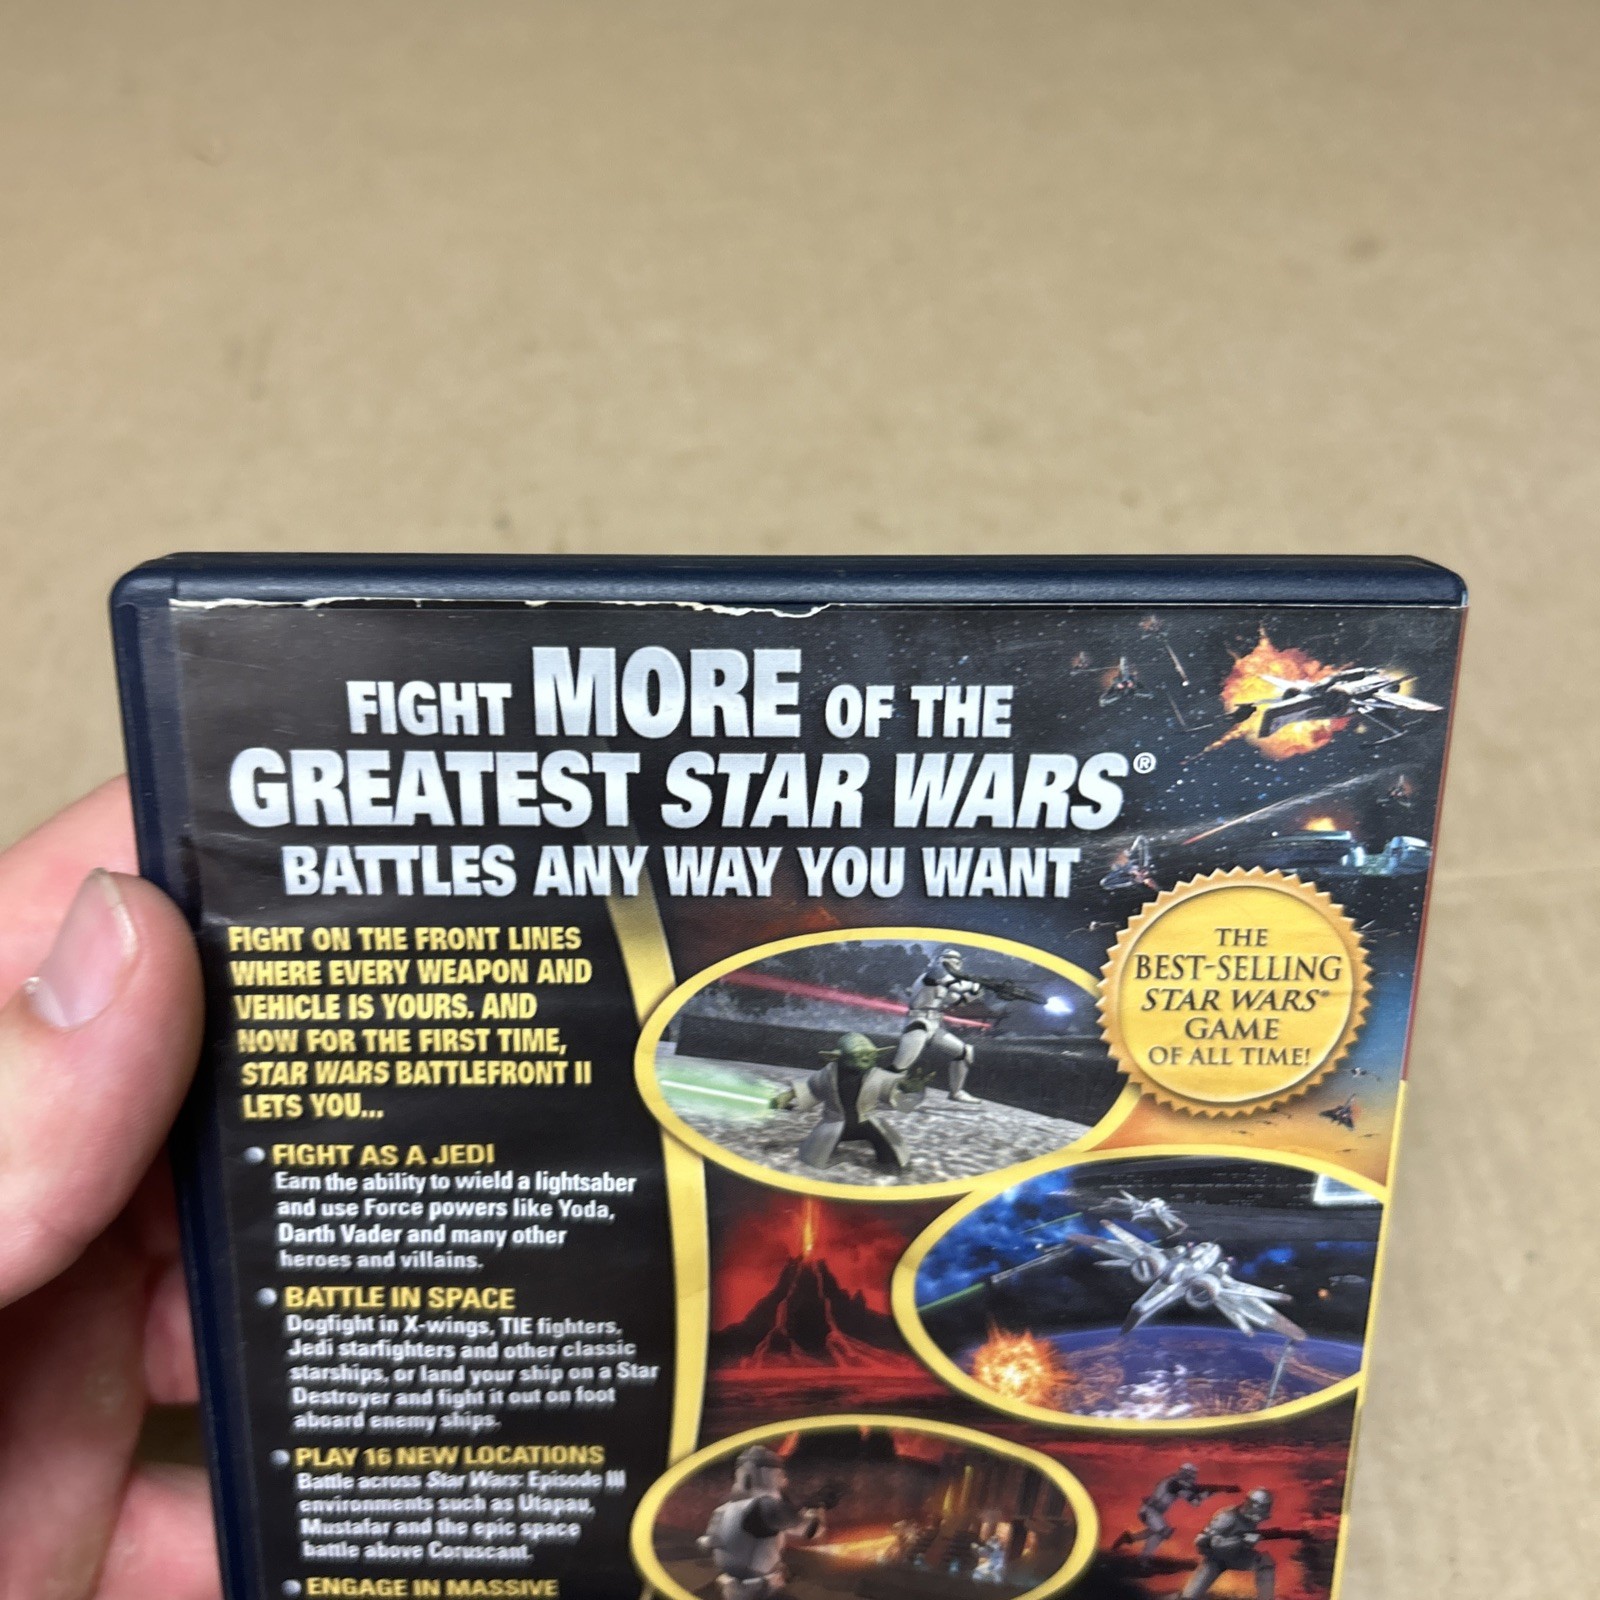 FIGHT MORE OF THE
GREATEST STAR WARS®
BATTLES ANY WAY YOU WANT
FIGHT ON THE FRONT LINES
WHERE EVERY WEAPON AND
VEHICLE IS YOURS. AND
NOW FOR THE FIRST TIME,
STAR WARS BATTLEFRONT II
LETS YOU...
THE
BEST-SELLING
STAR WARS®
GAME
OF ALL TIME!
• FIGHT AS A JEDI
Earn the ability to wield a lightsaber
and use Force powers like Yoda,
Darth Vader and many other
heroes and villains.
• BATTLE IN SPACE
Dogfight in X-wings, TIE fighters,
Jedi starfighters and other classic
starships, or land your ship on a Star
Destroyer and fight it out on foot
aboard enemy ships.
• PLAY 16 NEW LOCATIONS
Battle across Star Wars: Episode III
environments such as Utapau,
Mustafar and the epic space
battle above Coruscant.
• ENGAGE IN MASSIVE